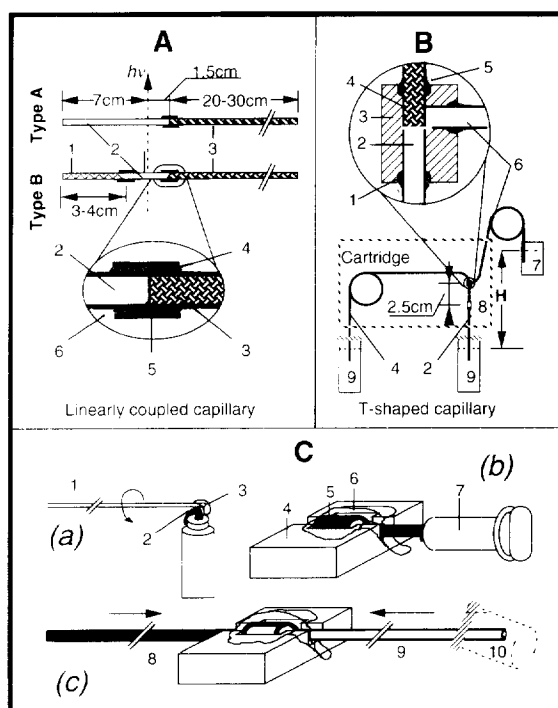 A
hν
1.5cm
7cm
20-30cm
Type A
1
2
3
Type B
3-4cm
2
4
6
5
3
Linearly coupled capillary
B
4
5
3
2
1
6
Cartridge
7
H
2.5cm
8
9
4
2
9
T-shaped capillary
C
(a)
1
2
3
(b)
4
5
6
7
(c)
8
9
10